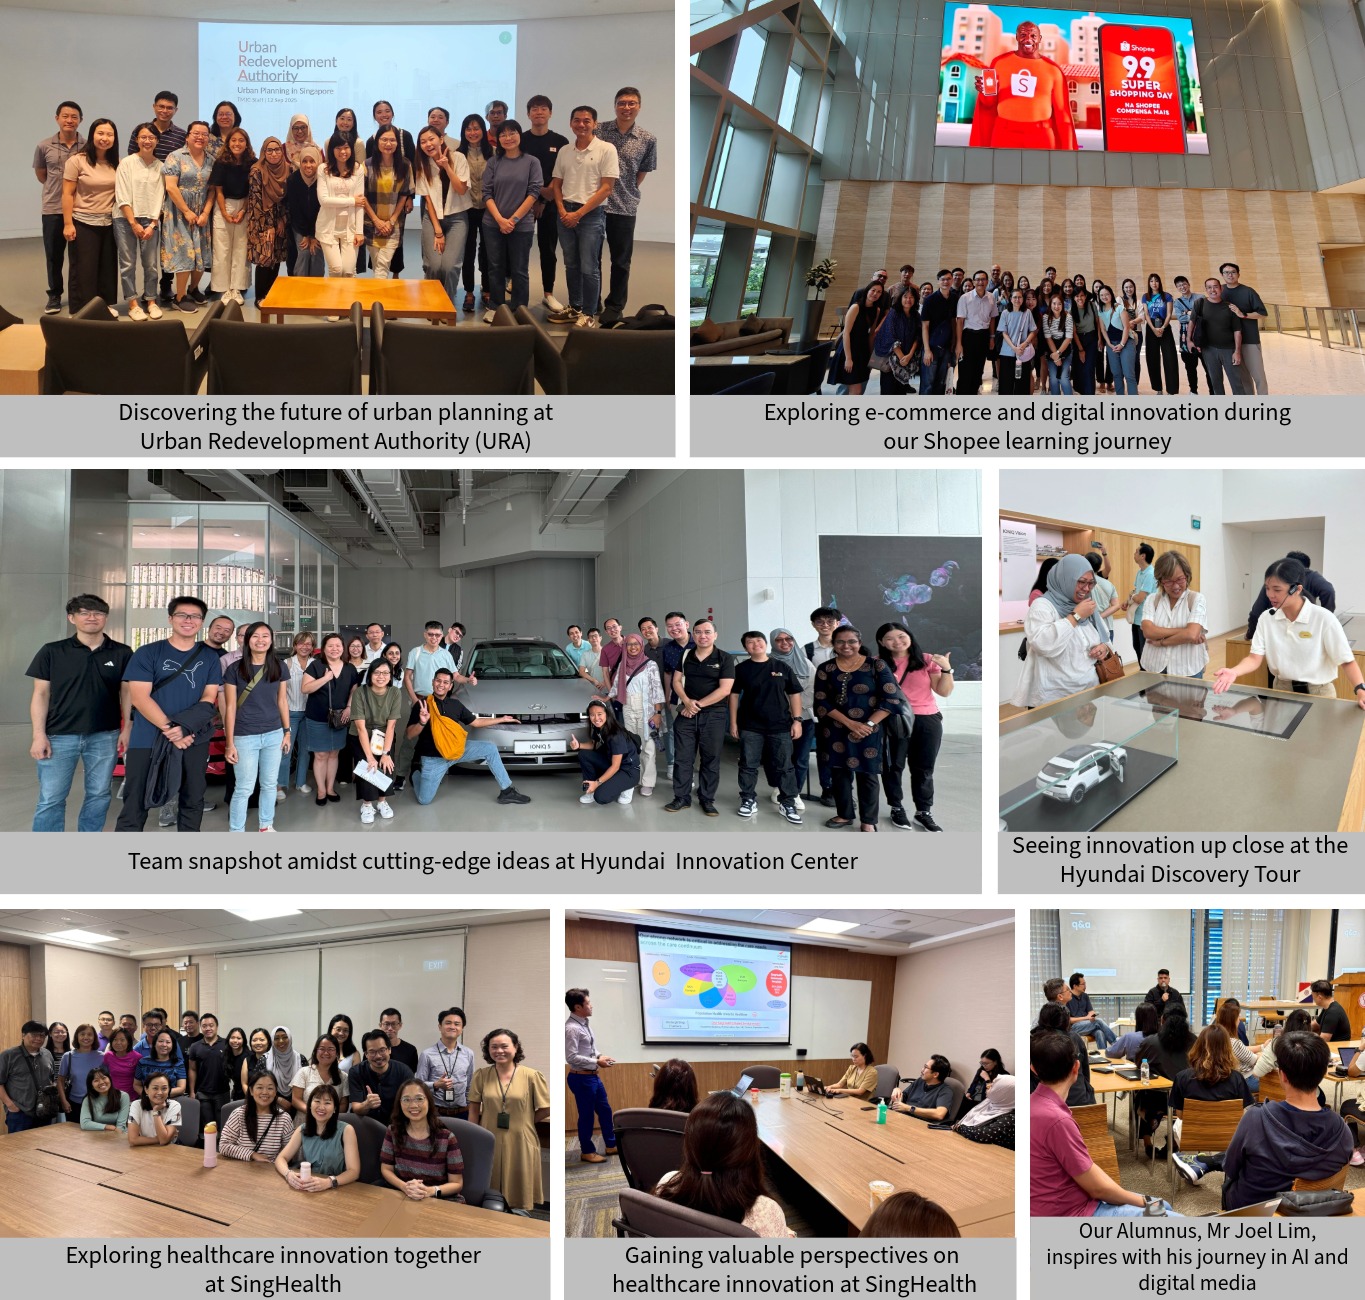 Urban
Redevelopment
Authority
Urban Planning in Singapore
Discovering the future of urban planning at
Urban Redevelopment Authority (URA)
Shopee
9.9
SUPER
SHOPPING DAY
NA SHOPEE
COMPENSA MAIS
S
Exploring e-commerce and digital innovation during
our Shopee learning journey
IONIQ 5
Team snapshot amidst cutting-edge ideas at Hyundai Innovation Center
Seeing innovation up close at the
Hyundai Discovery Tour
EXIT
Exploring healthcare innovation together
at SingHealth
Gaining valuable perspectives on
healthcare innovation at SingHealth
q&a
Our Alumnus, Mr Joel Lim,
inspires with his journey in AI and
digital media